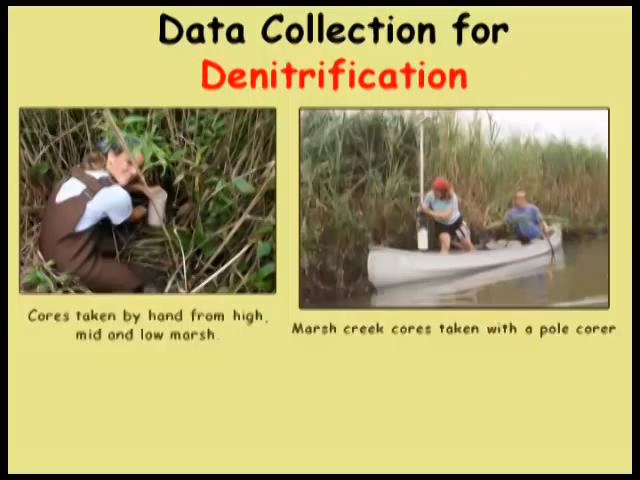 Data Collection for
Denitrification
Cores taken by hand from high,
mid and low marsh.
Marsh creek cores taken with a pole corer